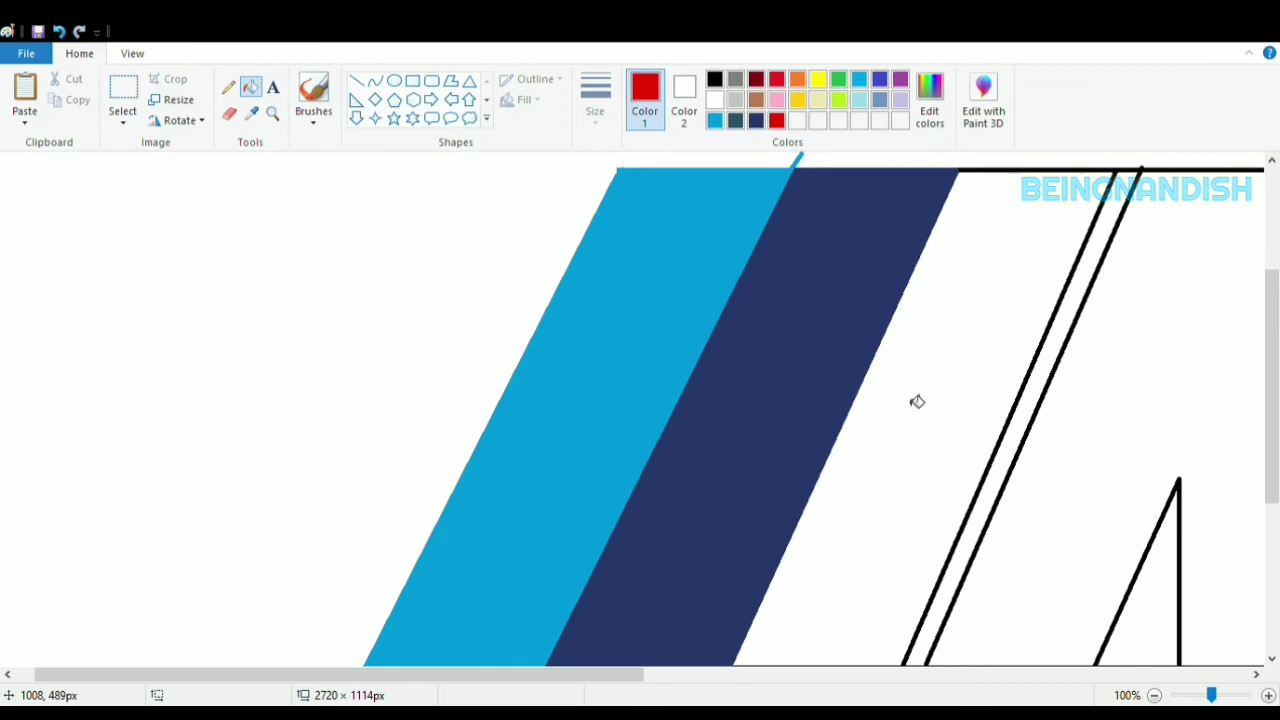 File Home View
Paste
Cut
Copy
Clipboard
Select
Crop
Resize
Rotate
Image
A
Tools
Brushes
Shapes
Outline
Fill
Size
Color 1
Color 2
Edit colors
Colors
Edit with Paint 3D
?
BEINGNANDISH
1008, 489px
2720 × 1114px
100%